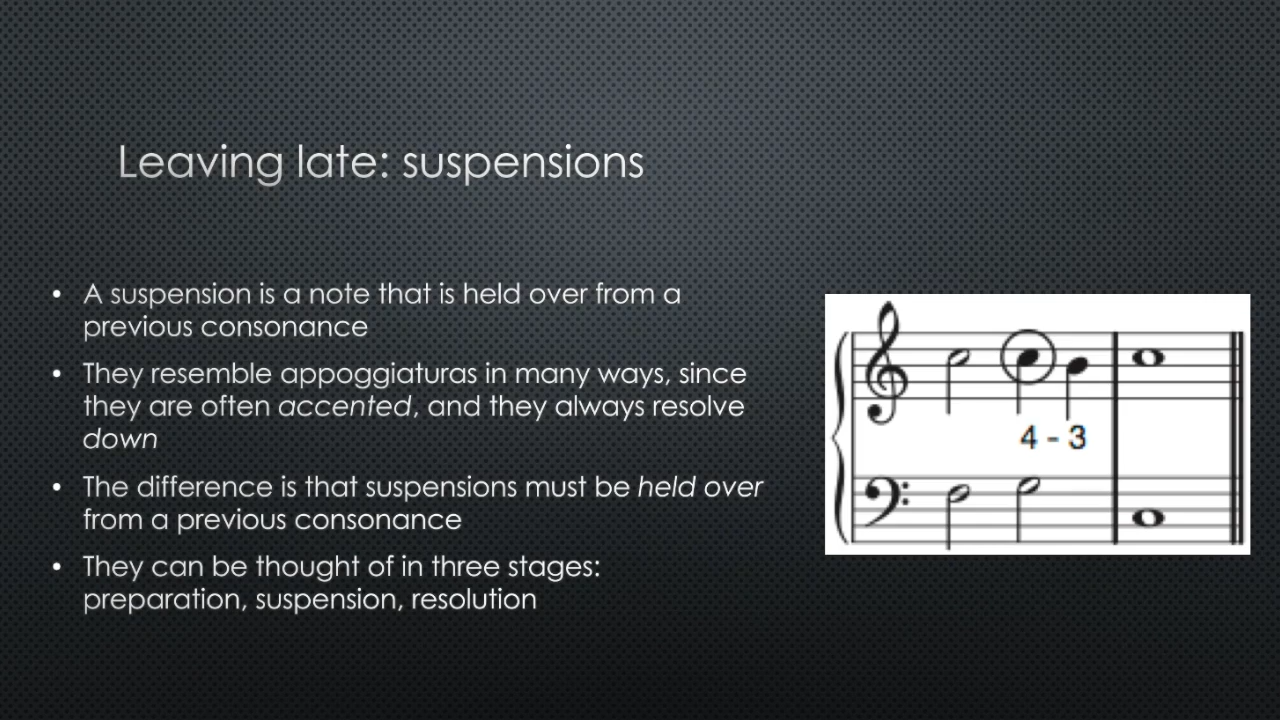 Leaving late: suspensions
• A suspension is a note that is held over from a
previous consonance
• They resemble appoggiaturas in many ways, since
they are often accented, and they always resolve
down
• The difference is that suspensions must be held over
from a previous consonance
• They can be thought of in three stages:
preparation, suspension, resolution
4 - 3